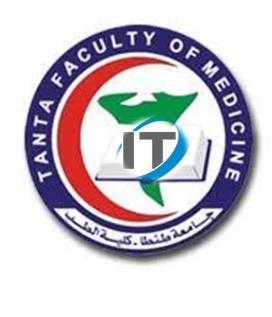 TANTA FACULTY OF MEDICINE
IT
جامعة طنطا - كلية الطب